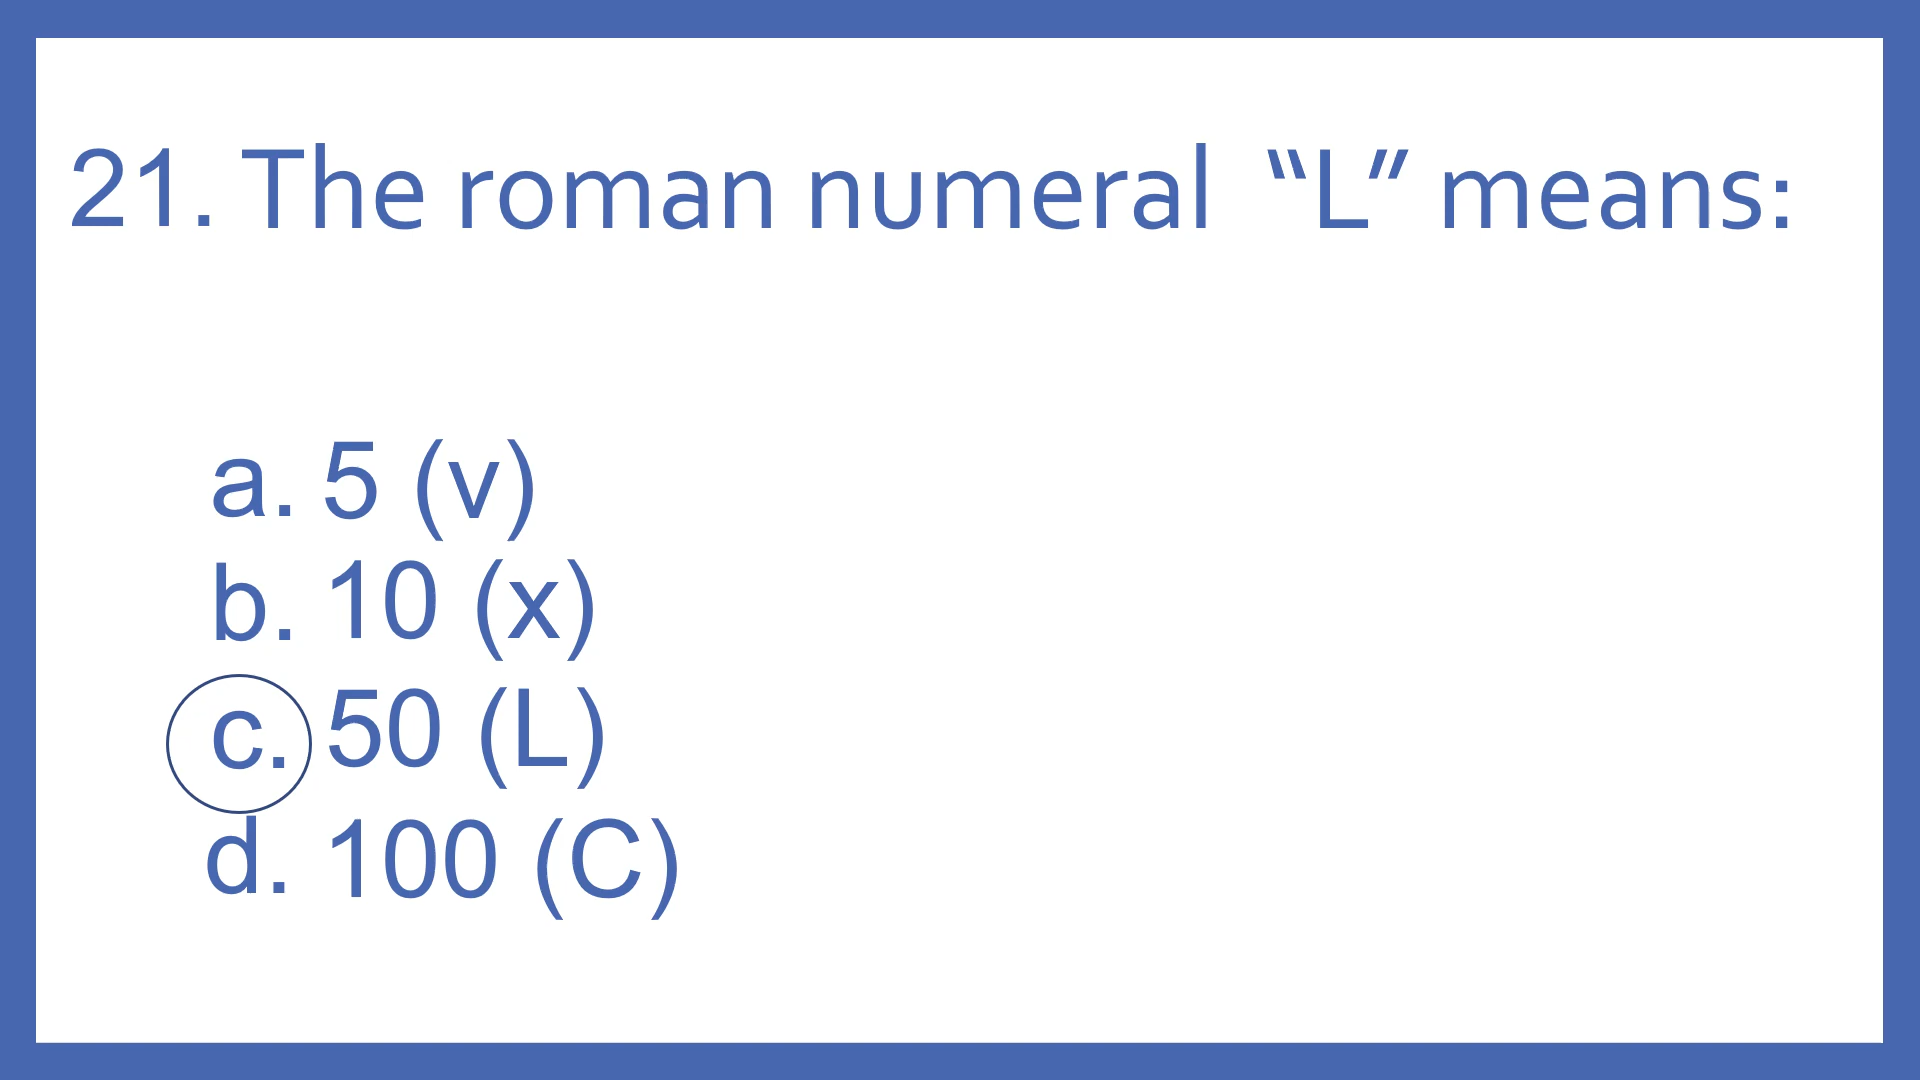 21. The roman numeral  “L” means:
a. 5 (v)
b. 10 (x)
c. 50 (L)
d. 100 (C)